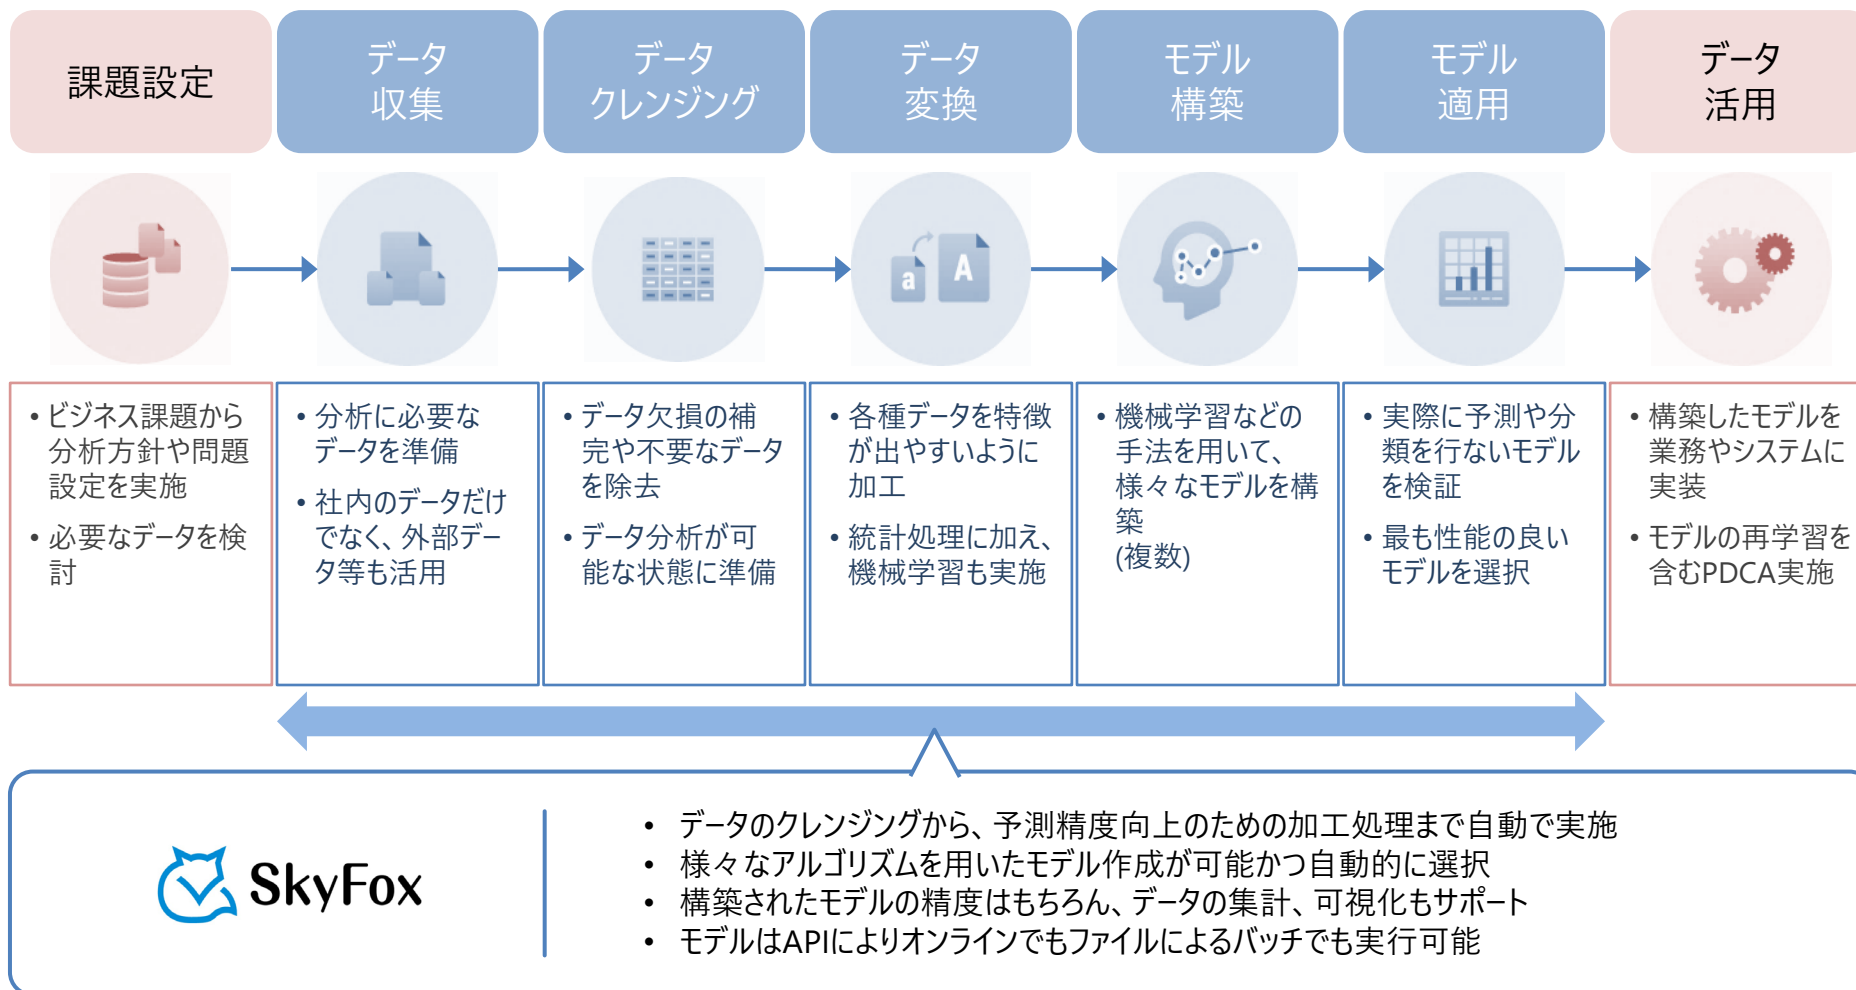 課題設定
データ
収集
データ
クレンジング
データ
変換
モデル
構築
モデル
適用
データ
活用
a
A
• ビジネス課題から
分析方針や問題
設定を実施
• 必要なデータを検
討
• 分析に必要な
データを準備
• 社内のデータだけ
でなく、外部デー
タ等も活用
• データ欠損の補
完や不要なデータ
を除去
• データ分析が可
能な状態に準備
• 各種データを特徴
が出やすいように
加工
• 統計処理に加え、
機械学習も実施
• 機械学習などの
手法を用いて、
様々なモデルを構
築
(複数)
• 実際に予測や分
類を行ないモデル
を検証
• 最も性能の良い
モデルを選択
• 構築したモデルを
業務やシステムに
実装
• モデルの再学習を
含むPDCA実施
SkyFox
• データのクレンジングから、予測精度向上のための加工処理まで自動で実施
• 様々なアルゴリズムを用いたモデル作成が可能かつ自動的に選択
• 構築されたモデルの精度はもちろん、データの集計、可視化もサポート
• モデルはAPIによりオンラインでもファイルによるバッチでも実行可能